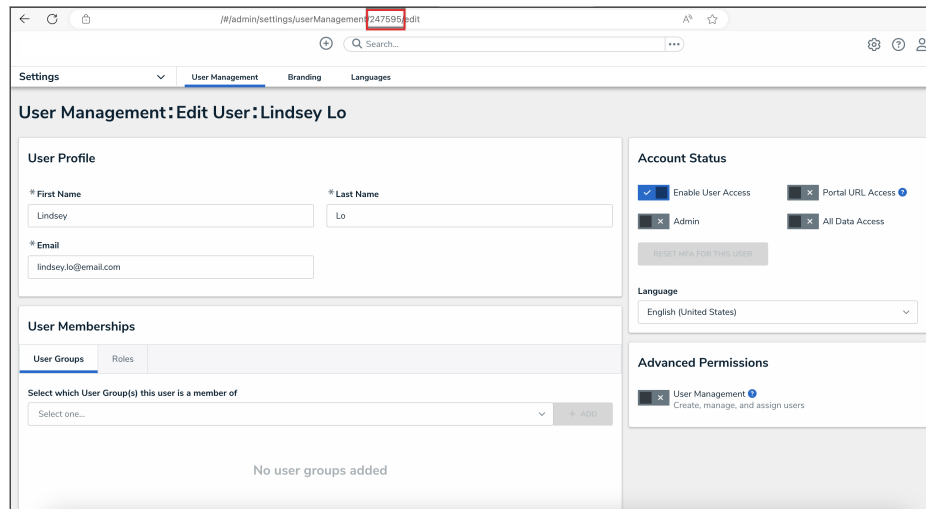 /#/admin/settings/userManagement/247595/edit
Search...
Settings
User Management
Branding
Languages
User Management:Edit User:Lindsey Lo
User Profile
* First Name
* Last Name
Lindsey
Lo
* Email
lindsey.lo@email.com
Account Status
Enable User Access
Portal URL Access ?
Admin
All Data Access
RESET MFA FOR THIS USER
Language
English (United States)
User Memberships
User Groups
Roles
Select which User Group(s) this user is a member of
Select one...
+ ADD
No user groups added
Advanced Permissions
User Management ?
Create, manage, and assign users